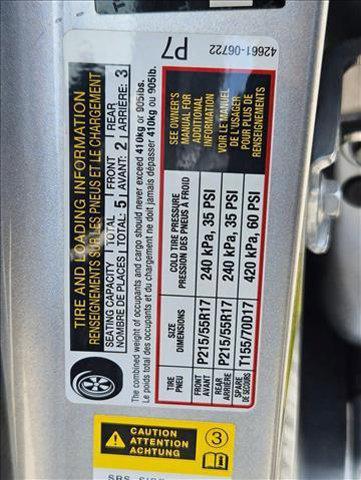 TIRE AND LOADING INFORMATION
RENSEIGNEMENTS SUR LES PNEUS ET LE CHARGEMENT
SEATING CAPACITY TOTAL FRONT REAR
NOMBRE DE PLACES TOTAL: 5 AVANT: 2 ARRIÈRE: 3
The combined weight of occupants and cargo should never exceed 410kg or 905lbs.
Le poids total des occupants et du chargement ne doit jamais dépasser 410kg ou 905lb.
TIRE
PNEU
SIZE
DIMENSIONS
COLD TIRE PRESSURE
PRESSION DES PNEUS À FROID
FRONT
AVANT
P215/55R17
240 kPa, 35 PSI
REAR
ARRIÈRE
P215/55R17
240 kPa, 35 PSI
SPARE
DE SECOURS
T155/70D17
420 kPa, 60 PSI
SEE OWNER'S
MANUAL FOR
ADDITIONAL
INFORMATION
VOIR LE MANUEL
DE L'USAGER
POUR PLUS DE
RENSEIGNEMENTS
P7
42661-06722
CAUTION
ATTENTION
ACHTUNG
3